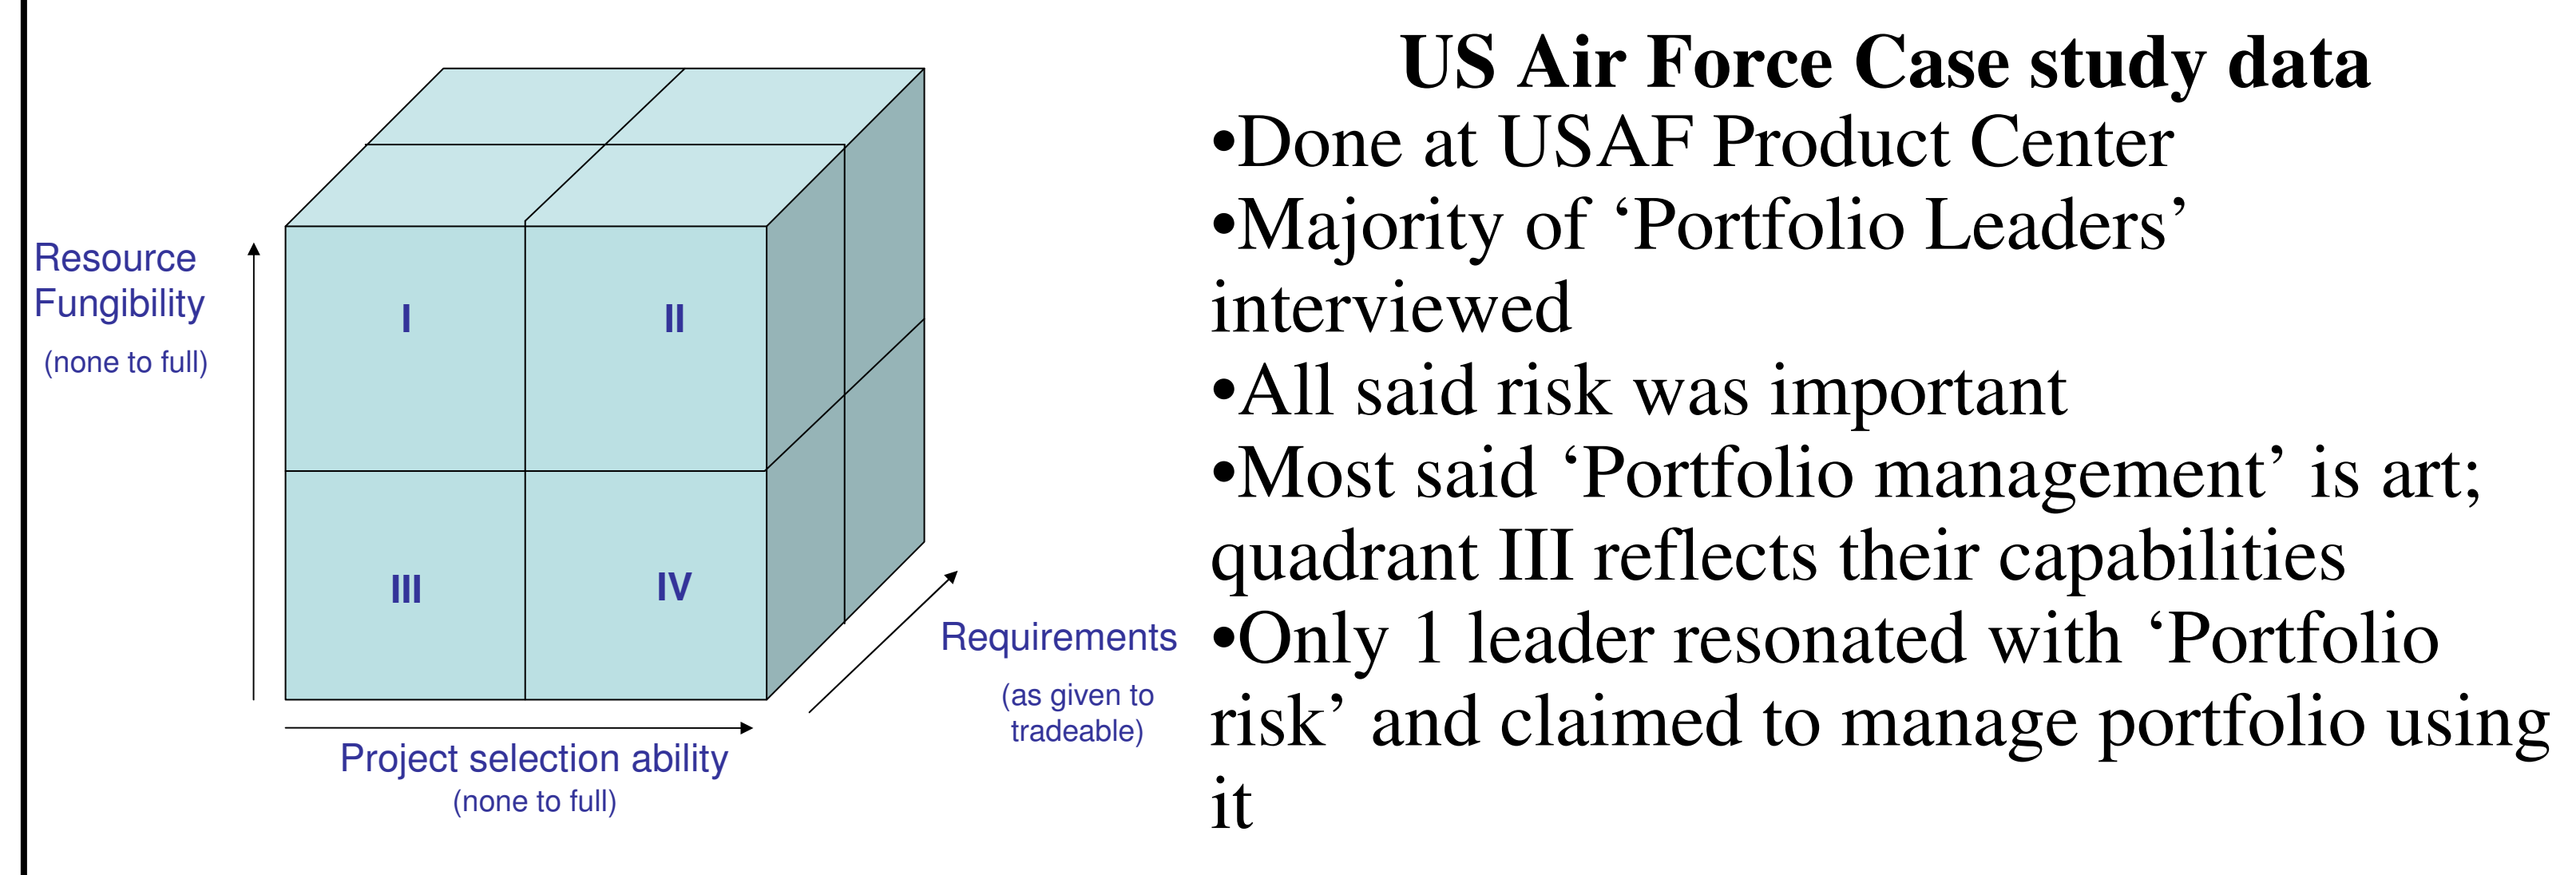 Resource
Fungibility
(none to full)
I
II
III
IV
Project selection ability
(none to full)
Requirements
(as given to
tradeable)
US Air Force Case study data
•Done at USAF Product Center
•Majority of ‘Portfolio Leaders’
interviewed
•All said risk was important
•Most said ‘Portfolio management’ is art;
quadrant III reflects their capabilities
•Only 1 leader resonated with ‘Portfolio
risk’ and claimed to manage portfolio using
it